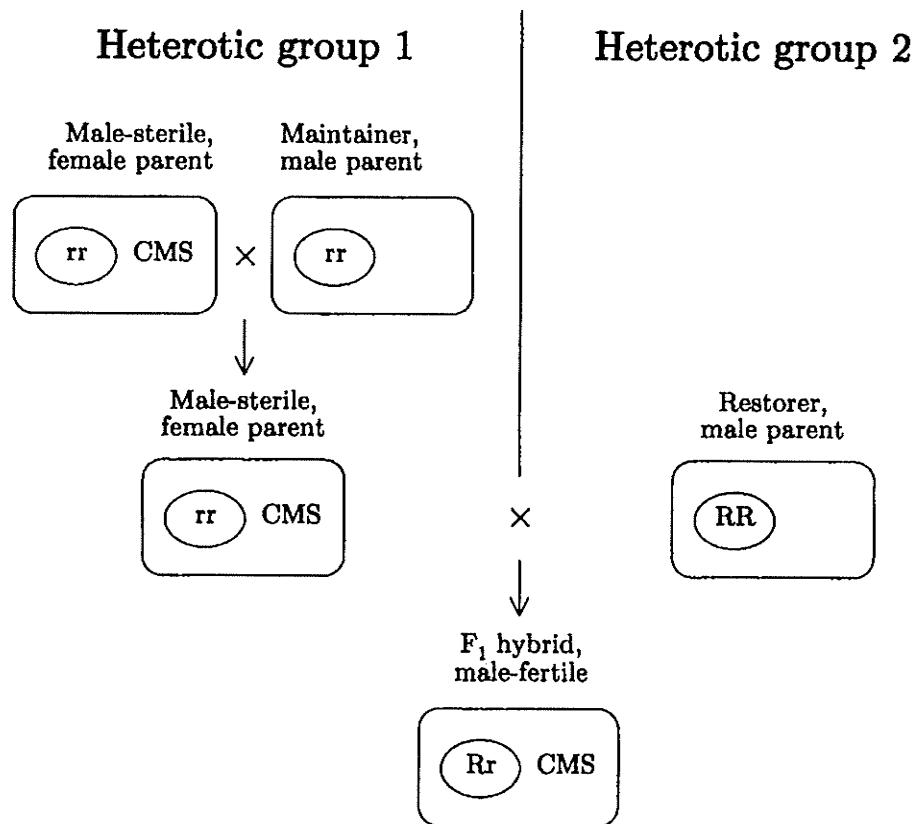 Heterotic group 1
Heterotic group 2
Male-sterile,
female parent
Maintainer,
male parent
rr CMS × rr
Male-sterile,
female parent
Restorer,
male parent
rr CMS × RR
F₁ hybrid,
male-fertile
Rr CMS